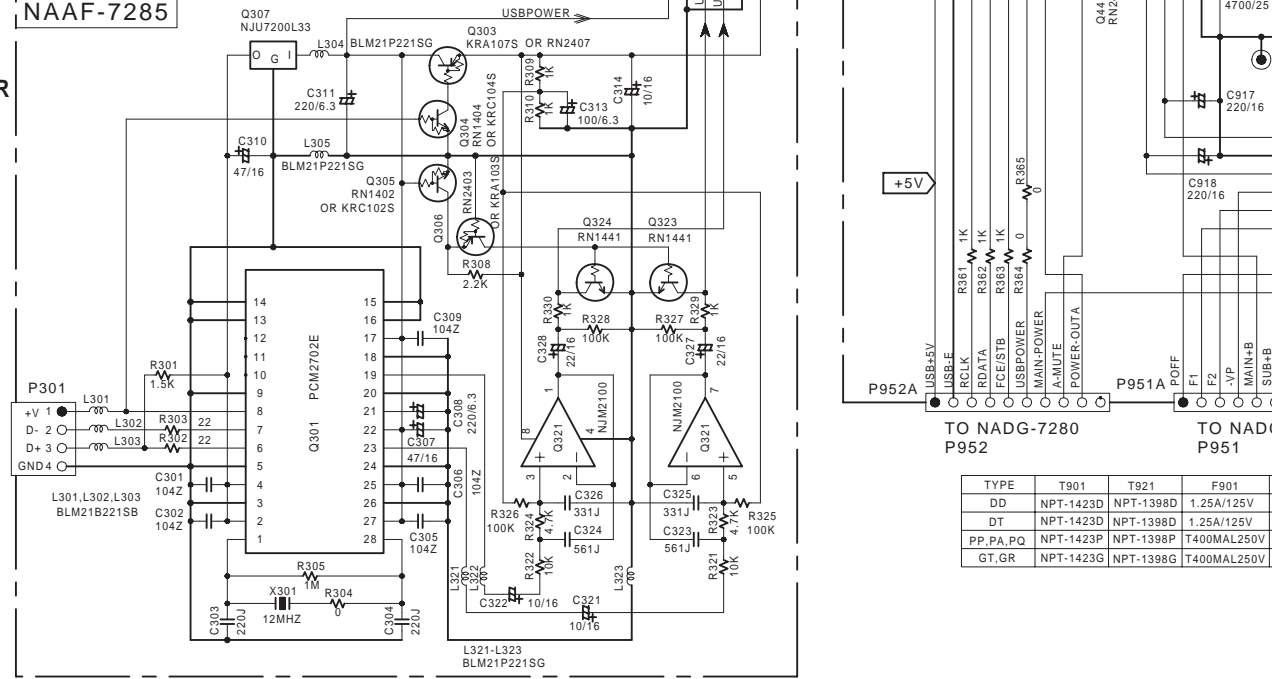 NAAF-7285
R
Q307
NJU7200L33
USBPOWER
O G I
L304
BLM21P221SG
Q303
KRA107S OR RN2407
C311
220/6.3
R309
1K
R310
1K
C313
100/6.3
C314
10/16
Q304
RN1404
OR KRC104S
C310
47/16
L305
BLM21P221SG
Q305
RN1402
OR KRC102S
Q306
RN2403
OR KRA103S
R308
2.2K
Q324
RN1441
Q323
RN1441
R330
1K
R328
100K
R327
100K
R329
1K
C328
22/16
C327
22/16
C309
104Z
14
13
12
11
10
9
8
7
6
5
4
3
2
1
PCM2702E
Q301
15
16
17
18
19
20
21
22
23
24
25
26
27
28
R301
1.5K
P301
+V 1
D- 2
D+ 3
GND 4
L301
L302
L303
R303 22
R302 22
C301
104Z
C302
104Z
L301,L302,L303
BLM21B221SB
C308
220/6.3
C307
47/16
C306
104Z
C305
104Z
R305
1M
X301
12MHZ
R304
0
C303
220J
C304
220J
1
8
4
3
2
Q321
NJM2100
7
6
5
Q321
NJM2100
R326
100K
C326
331J
R324
4.7K
C324
561J
R322
10K
C325
331J
R323
4.7K
R325
100K
C323
561J
R321
10K
L321
L322
L323
C322 10/16
C321
10/16
L321-L323
BLM21P221SG
+5V
R365
0
R361 1K
R362 1K
R363 1K
R364 0
Q44
4700/25
C917
220/16
C918
220/16
P952A
USB+5V
USB-E
RCLK
RDATA
FCE/STB
USBPOWER
MAIN-POWER
A-MUTE
POWER-OUTA
TO NADG-7280
P952
P951A
POFF
F1
F2
-VP
MAIN+B
SUB+B
TO NADG
P951
TYPE T901 T921 F901
DD NPT-1423D NPT-1398D 1.25A/125V
DT NPT-1423D NPT-1398D 1.25A/125V
PP,PA,PQ NPT-1423P NPT-1398P T400MAL250V
GT,GR NPT-1423G NPT-1398G T400MAL250V